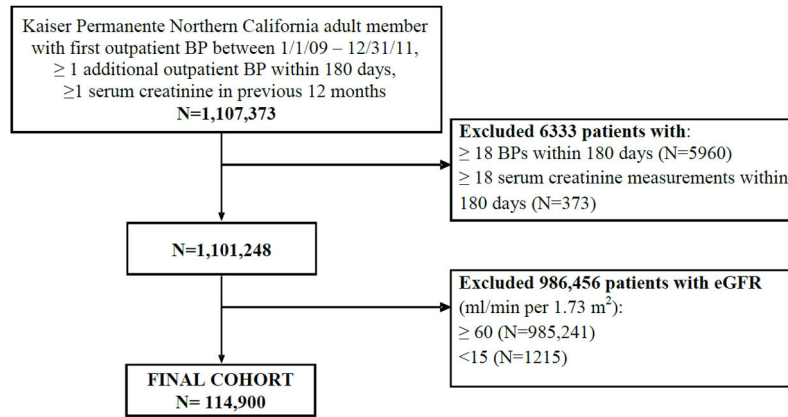 Kaiser Permanente Northern California adult member
with first outpatient BP between 1/1/09 – 12/31/11,
≥ 1 additional outpatient BP within 180 days,
≥1 serum creatinine in previous 12 months
N=1,107,373
Excluded 6333 patients with:
≥ 18 BPs within 180 days (N=5960)
≥ 18 serum creatinine measurements within
180 days (N=373)
N=1,101,248
Excluded 986,456 patients with eGFR
(ml/min per 1.73 m²):
≥ 60 (N=985,241)
<15 (N=1215)
FINAL COHORT
N= 114,900